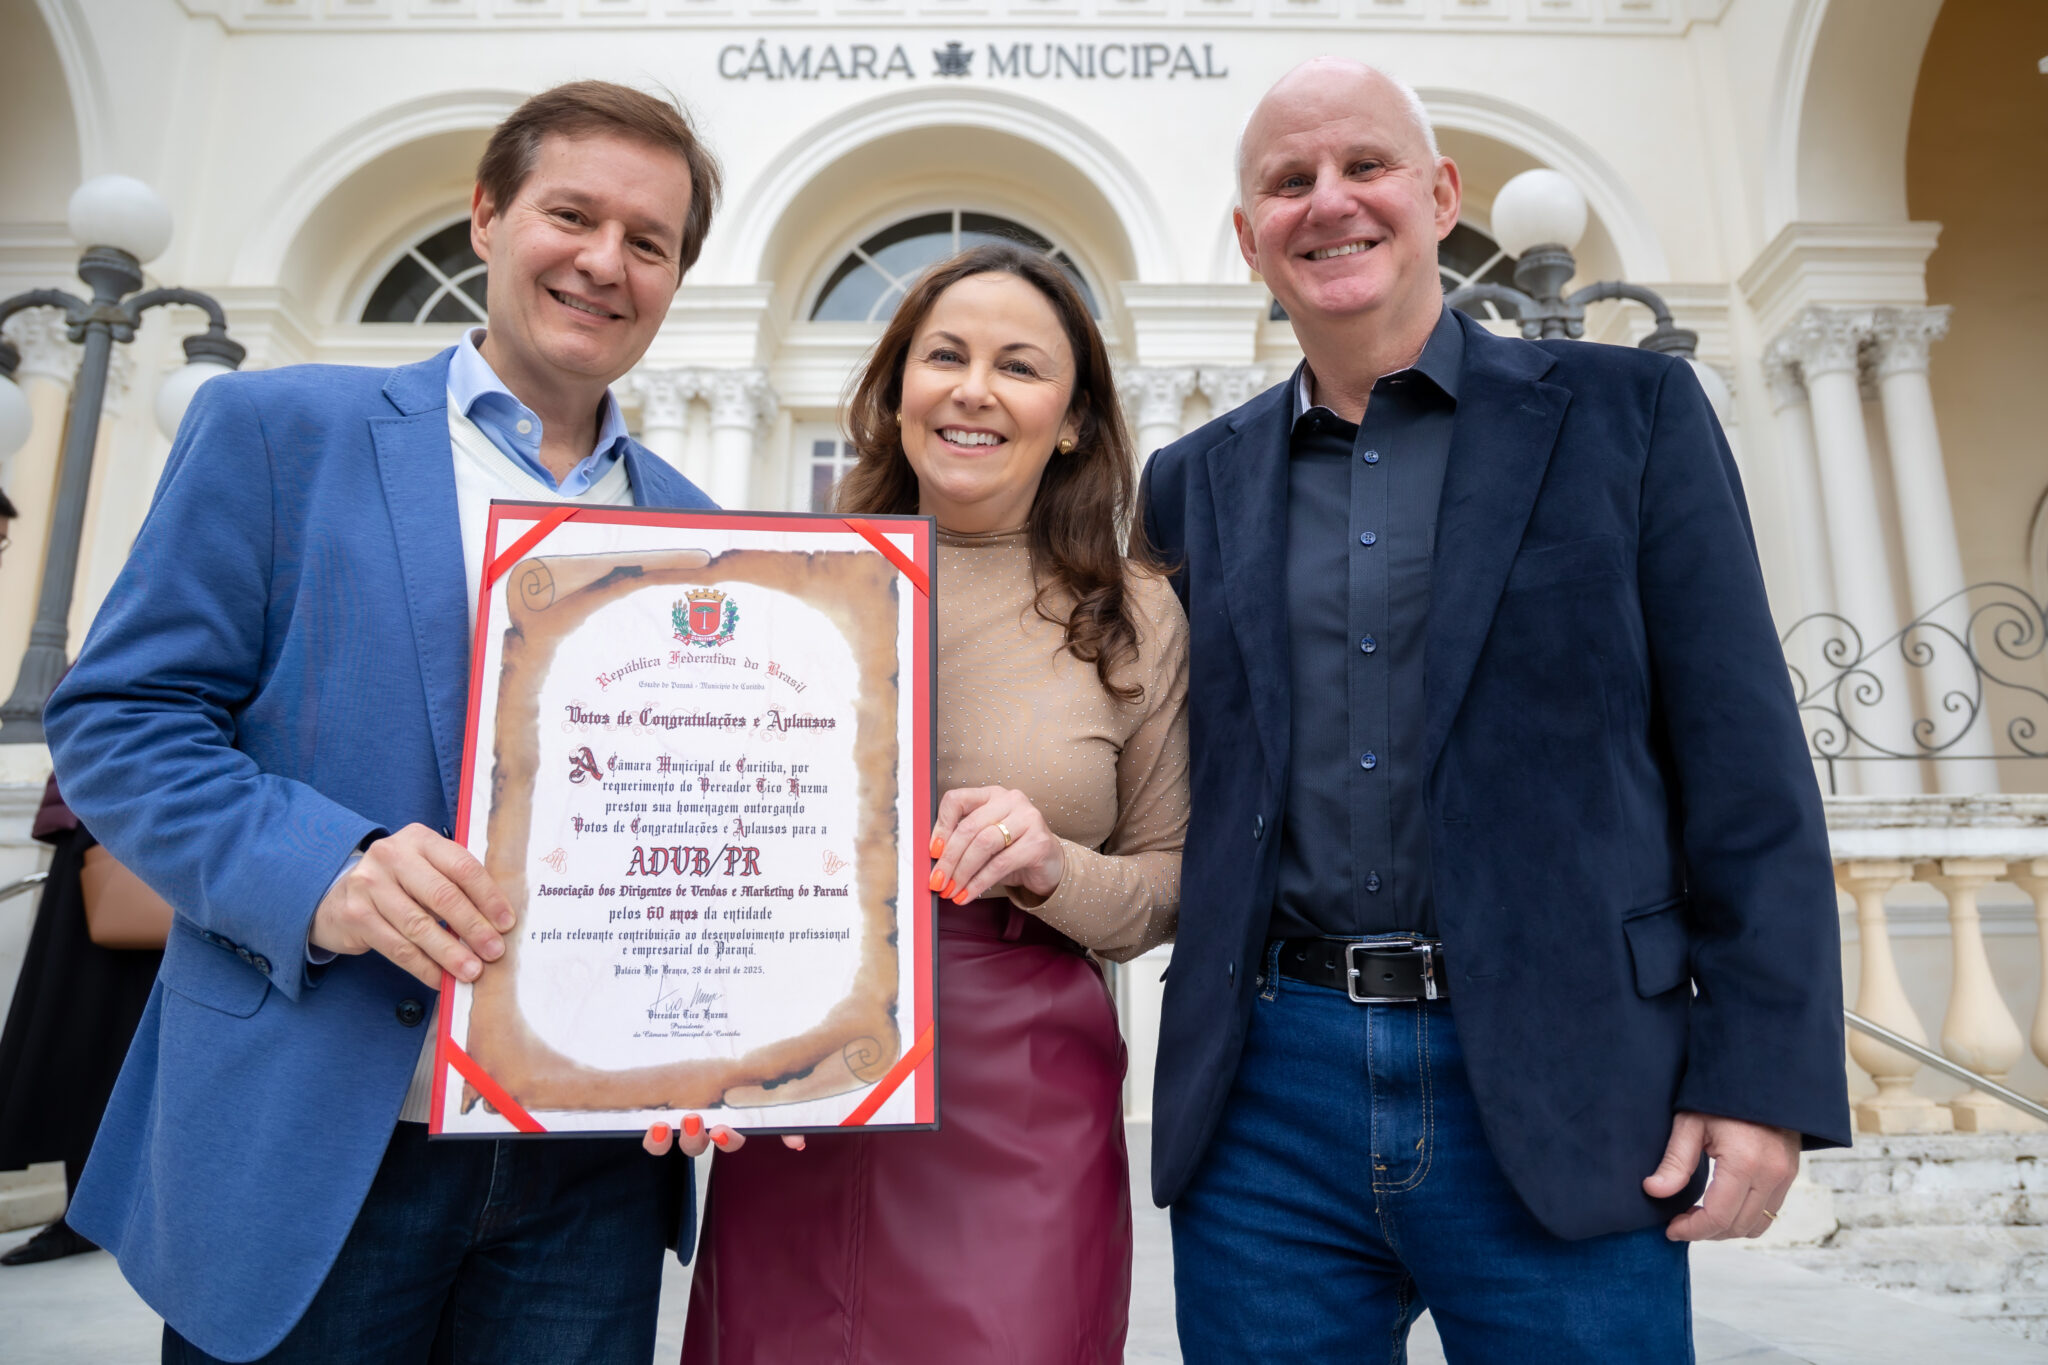 CÂMARA MUNICIPAL
CURITIBA
República Federativa do Brasil
Estado do Paraná - Município de Curitiba
Votos de Congratulações e Aplausos
A Câmara Municipal de Curitiba, por
requerimento do Vereador Tico Kuzma
prestou sua homenagem outorgando
Votos de Congratulações e Aplausos para a
ADVB/PR
Associação dos Dirigentes de Vendas e Marketing do Paraná
pelos 60 anos da entidade
e pela relevante contribuição ao desenvolvimento profissional
e empresarial do Paraná.
Palácio Rio Branco, 28 de abril de 2025.
Vereador Tico Kuzma
Presidente
da Câmara Municipal de Curitiba